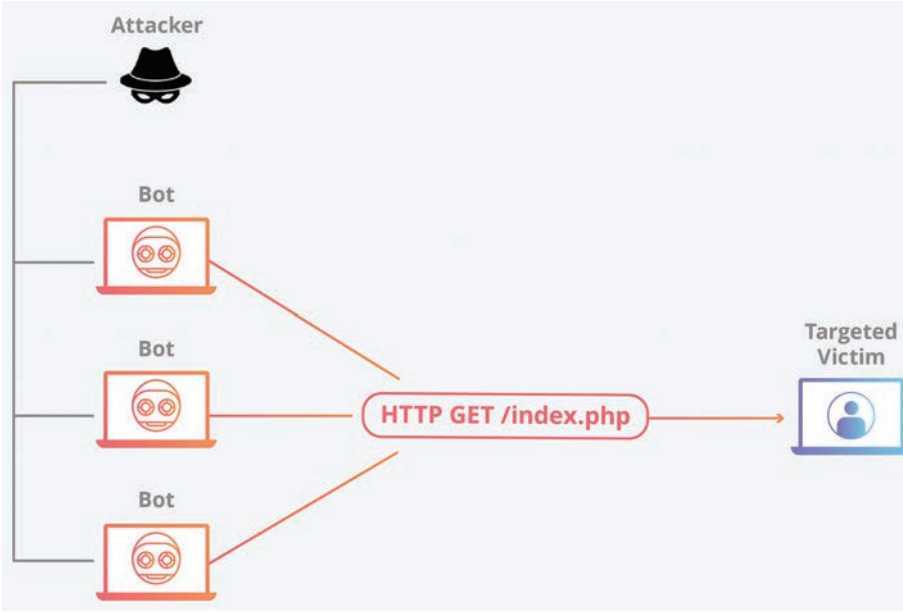 Attacker
Bot
Bot
HTTP GET /index.php
Targeted
Victim
Bot